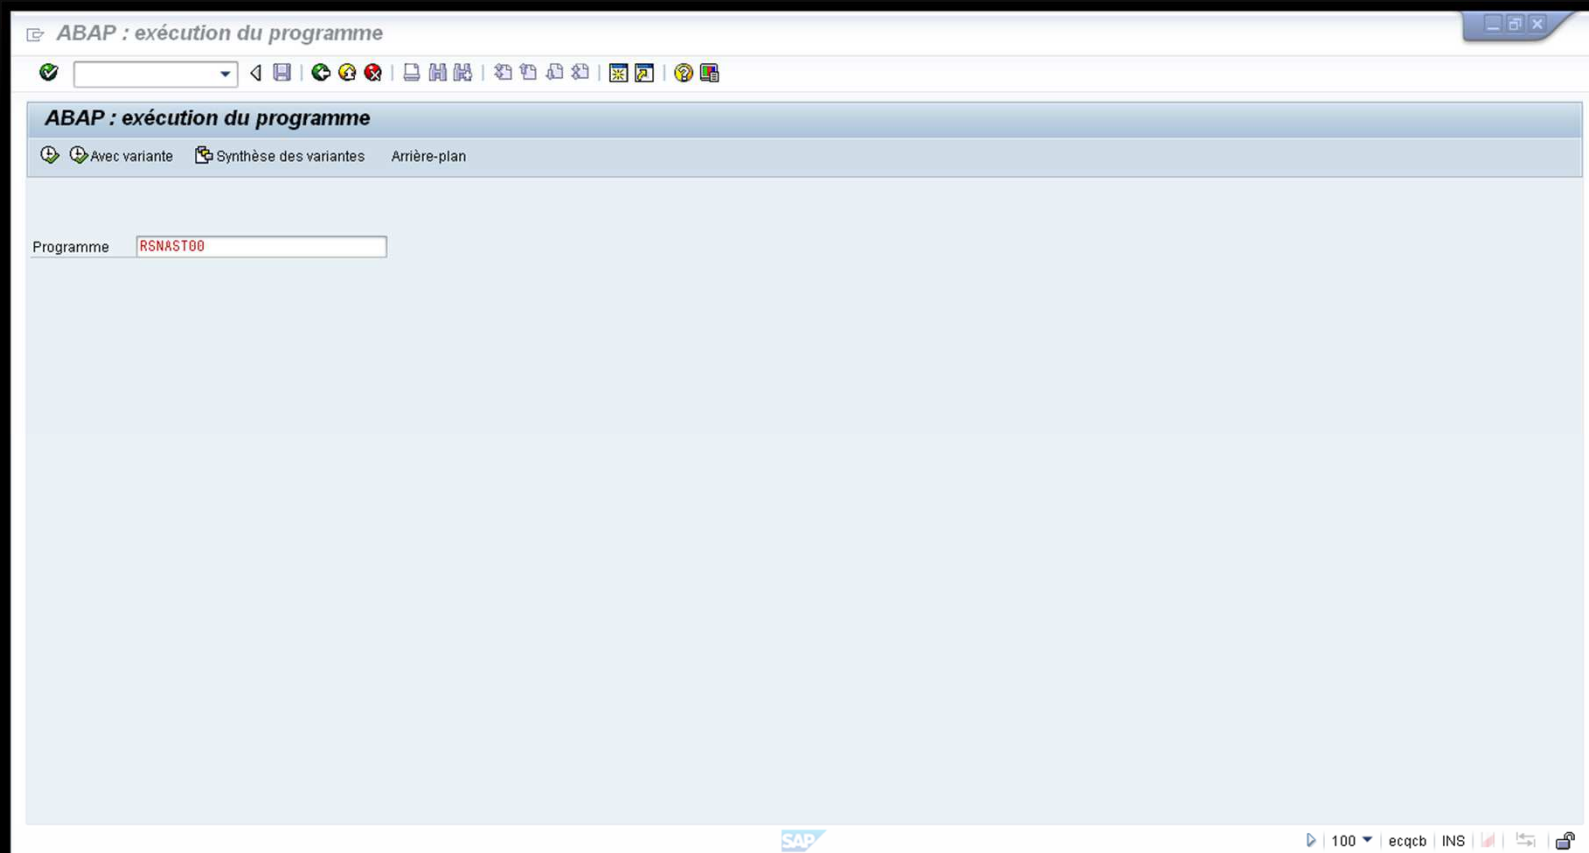 ABAP : exécution du programme
ABAP : exécution du programme
Avec variante Synthèse des variantes Arrière-plan
Programme RSNAST00
SAP 100 ecqcb INS